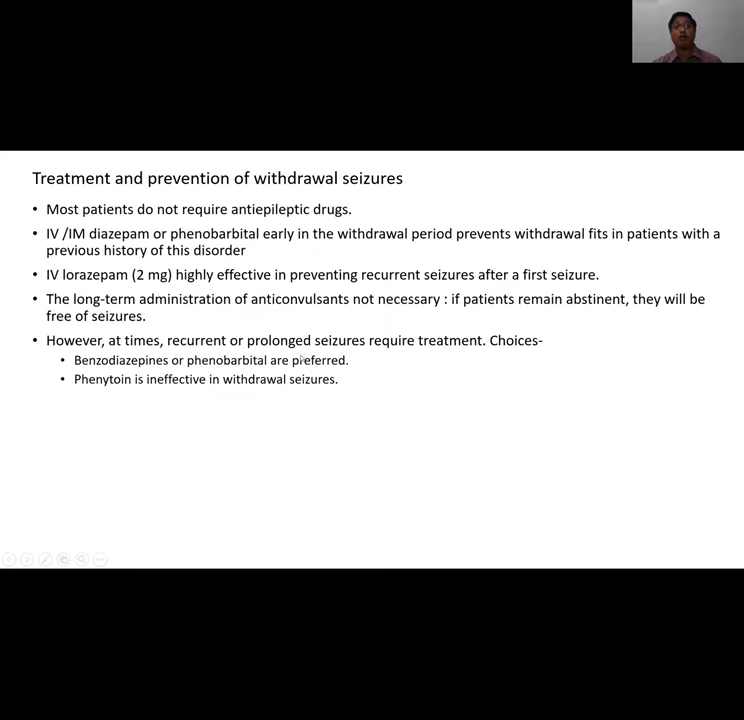 Treatment and prevention of withdrawal seizures
• Most patients do not require antiepileptic drugs.
• IV /IM diazepam or phenobarbital early in the withdrawal period prevents withdrawal fits in patients with a
previous history of this disorder
• IV lorazepam (2 mg) highly effective in preventing recurrent seizures after a first seizure.
• The long-term administration of anticonvulsants not necessary : if patients remain abstinent, they will be
free of seizures.
• However, at times, recurrent or prolonged seizures require treatment. Choices-
• Benzodiazepines or phenobarbital are preferred.
• Phenytoin is ineffective in withdrawal seizures.